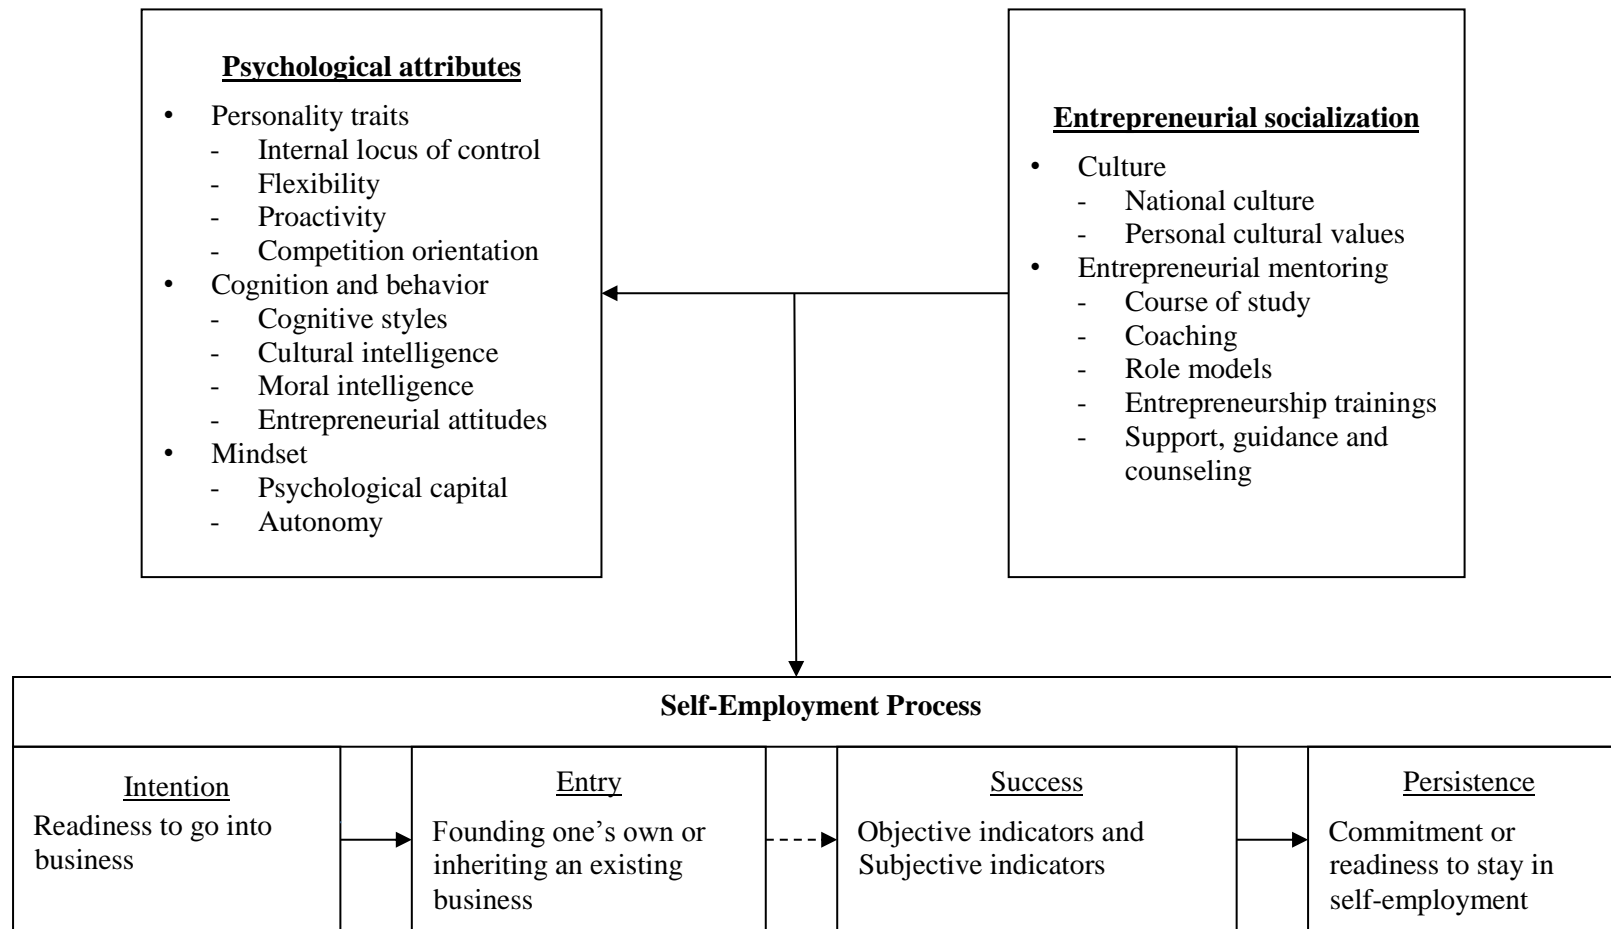 Psychological attributes
• Personality traits
- Internal locus of control
- Flexibility
- Proactivity
- Competition orientation
• Cognition and behavior
- Cognitive styles
- Cultural intelligence
- Moral intelligence
- Entrepreneurial attitudes
• Mindset
- Psychological capital
- Autonomy
Entrepreneurial socialization
• Culture
- National culture
- Personal cultural values
• Entrepreneurial mentoring
- Course of study
- Coaching
- Role models
- Entrepreneurship trainings
- Support, guidance and
counseling
Self-Employment Process
Intention
Readiness to go into
business
Entry
Founding one’s own or
inheriting an existing
business
Success
Objective indicators and
Subjective indicators
Persistence
Commitment or
readiness to stay in
self-employment